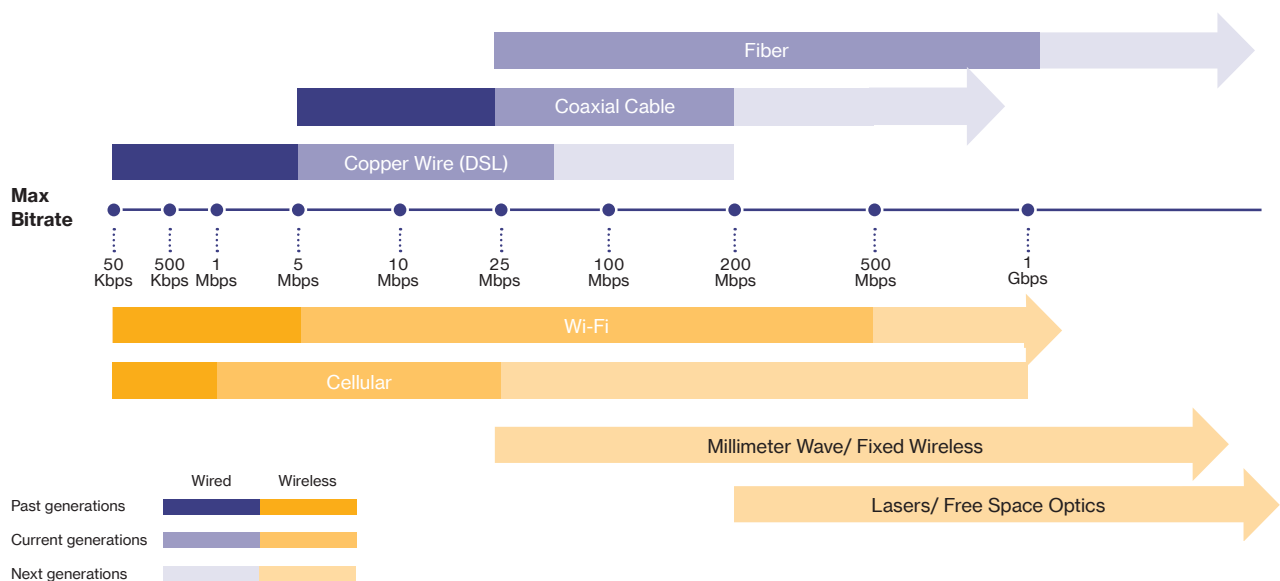 Fiber
Coaxial Cable
Copper Wire (DSL)
Max
Bitrate
50
Kbps
500
Kbps
1
Mbps
5
Mbps
10
Mbps
25
Mbps
100
Mbps
200
Mbps
500
Mbps
1
Gbps
Wi-Fi
Cellular
Millimeter Wave/ Fixed Wireless
Lasers/ Free Space Optics
Wired Wireless
Past generations
Current generations
Next generations